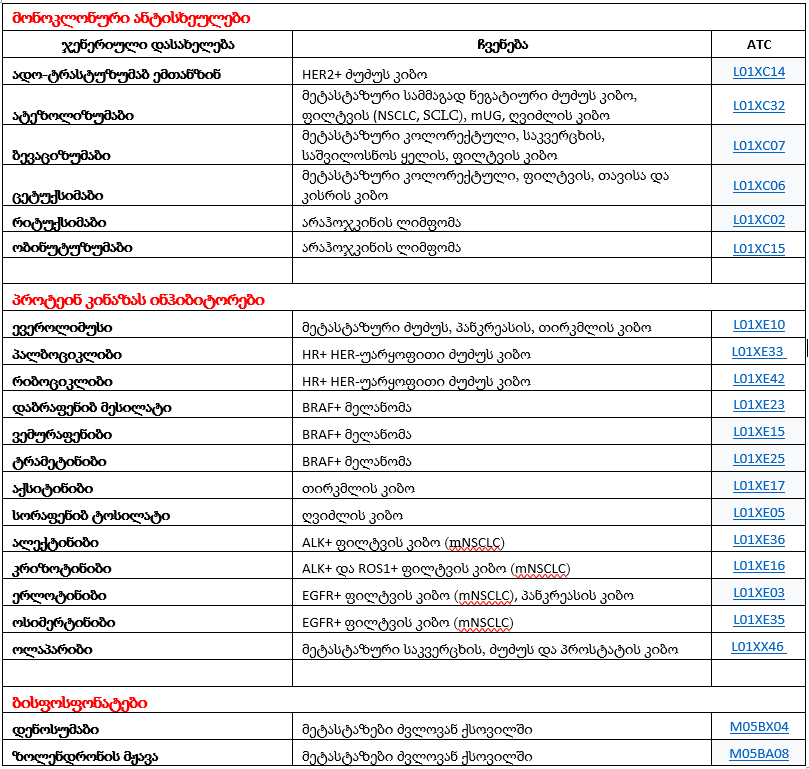 მონოკლონური ანტისხეულები
ჯენერიული დასახელება ჩვენება ATC
ადო-ტრასტუზუმაბ ემთანზინ HER2+ ძუძუს კიბო L01XC14
ატეზოლიზუმაბი მეტასტაზური სამმაგად ნეგატიური ძუძუს კიბო, L01XC32
ფილტვის (NSCLC, SCLC), mUG, ღვიძლის კიბო
ბევაციზუმაბი მეტასტაზური კოლორექტული, საკვერცხის, L01XC07
საშვილოსნოს ყელის, ფილტვის კიბო
ცეტუქსიმაბი მეტასტაზური კოლორექტული, ფილტვის, თავისა და L01XC06
კისრის კიბო
რიტუქსიმაბი არაჰოჯკინის ლიმფომა L01XC02
ობინუტუზუმაბი არაჰოჯკინის ლიმფომა L01XC15
პროტეინ კინაზას ინჰიბიტორები
ევეროლიმუსი მეტასტაზური ძუძუს, პანკრეასის, თირკმლის კიბო L01XE10
პალბოციკლიბი HR+ HER-უარყოფითი ძუძუს კიბო L01XE33
რიბოციკლიბი HR+ HER-უარყოფითი ძუძუს კიბო L01XE42
დაბრაფენიბ მესილატი BRAF+ მელანომა L01XE23
ვემურაფენიბი BRAF+ მელანომა L01XE15
ტრამეტინიბი BRAF+ მელანომა L01XE25
აქსიტინიბი თირკმლის კიბო L01XE17
სორაფენიბ ტოსილატი ღვიძლის კიბო L01XE05
ალექტინიბი ALK+ ფილტვის კიბო (mNSCLC) L01XE36
კრიზოტინიბი ALK+ და ROS1+ ფილტვის კიბო (mNSCLC) L01XE16
ერლოტინიბი EGFR+ ფილტვის კიბო (mNSCLC), პანკრეასის კიბო L01XE03
ოსიმერტინიბი EGFR+ ფილტვის კიბო (mNSCLC) L01XE35
ოლაპარიბი მეტასტაზური საკვერცხის, ძუძუს და პროსტატის კიბო L01XX46
ბისფოსფონატები
დენოსუმაბი მეტასტაზები ძვლოვან ქსოვილში M05BX04
ზოლენდრონის მჟავა მეტასტაზები ძვლოვან ქსოვილში M05BA08